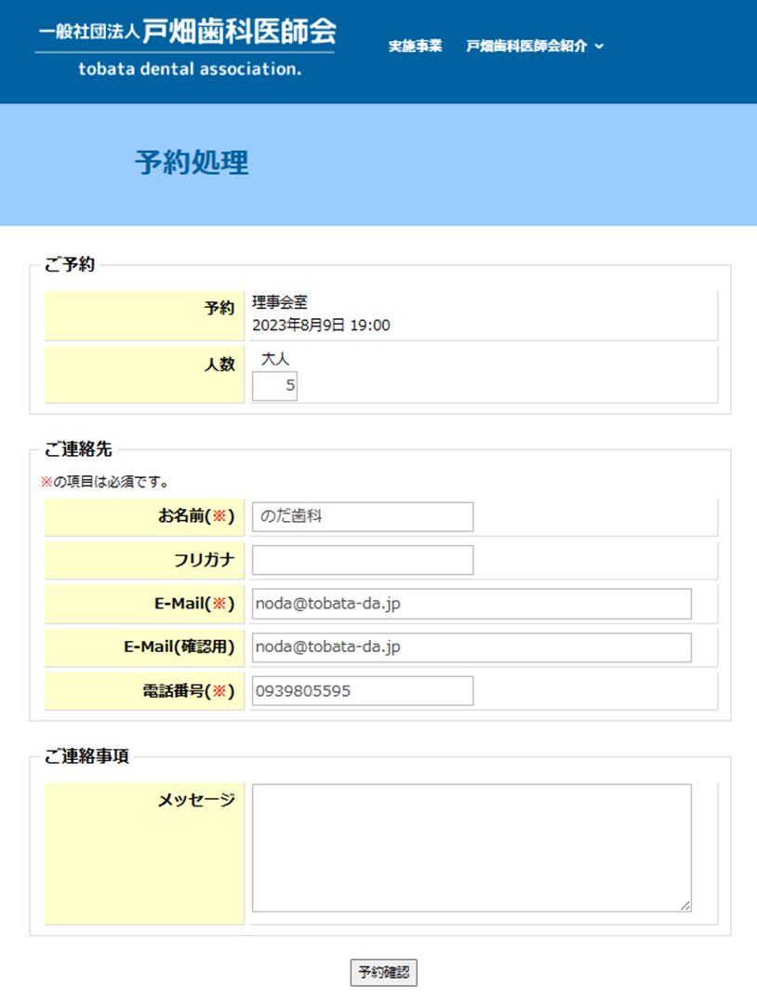 一般社団法人戸畑歯科医師会
tobata dental association.
実施事業 戸畑歯科医師会紹介
予約処理
ご予約
予約 理事会室
2023年8月9日 19:00
人数 大人
5
ご連絡先
※の項目は必須です。
お名前(※) のだ歯科
フリガナ
E-Mail(※) noda@tobata-da.jp
E-Mail(確認用) noda@tobata-da.jp
電話番号(※) 0939805595
ご連絡事項
メッセージ
予約確認